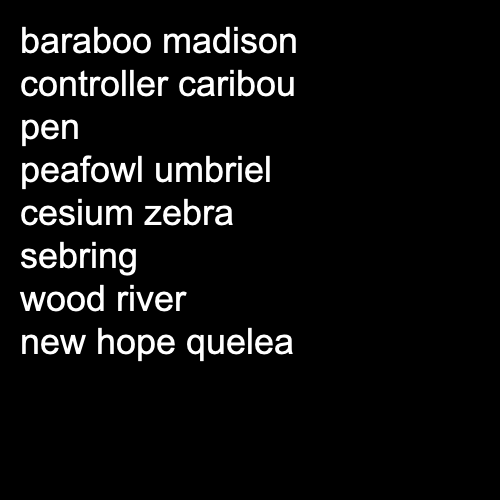 baraboo madison
controller caribou
pen
peafowl umbriel
cesium zebra
sebring
wood river
new hope quelea